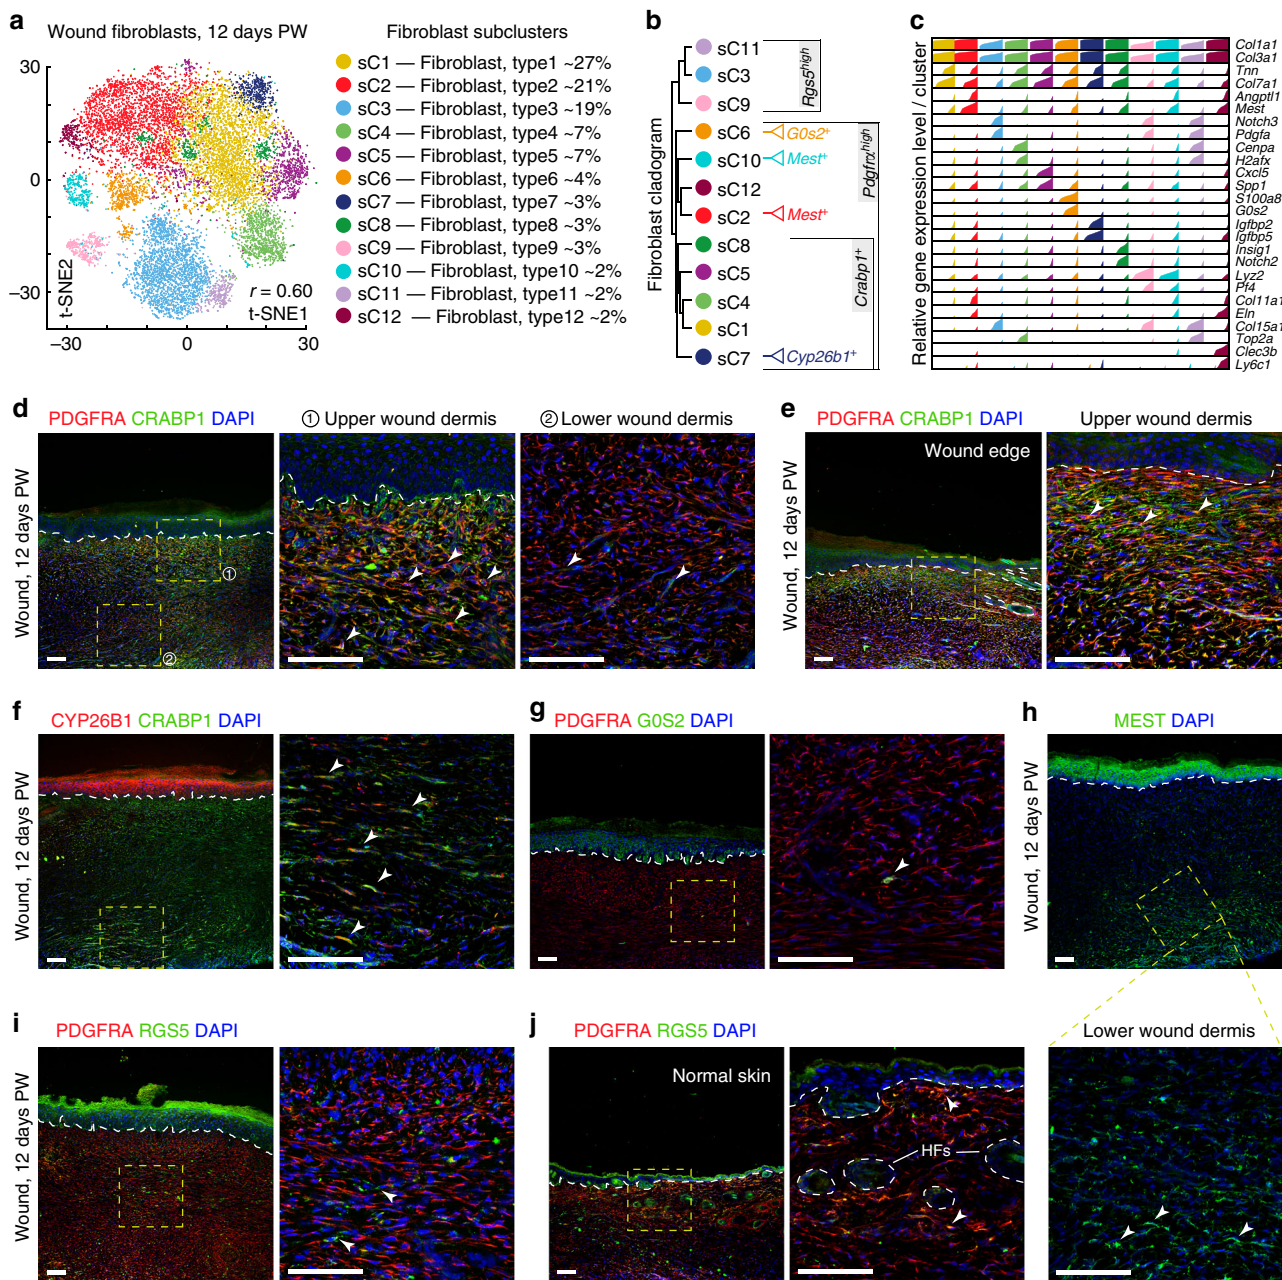 a
Wound fibroblasts, 12 days PW
30
0
−30
t-SNE2
−30
0
30
r = 0.60
t-SNE1
Fibroblast subclusters
sC1 — Fibroblast, type1 ~27%
sC2 — Fibroblast, type2 ~21%
sC3 — Fibroblast, type3 ~19%
sC4 — Fibroblast, type4 ~7%
sC5 — Fibroblast, type5 ~7%
sC6 — Fibroblast, type6 ~4%
sC7 — Fibroblast, type7 ~3%
sC8 — Fibroblast, type8 ~3%
sC9 — Fibroblast, type9 ~3%
sC10 — Fibroblast, type10 ~2%
sC11 — Fibroblast, type11 ~2%
sC12 — Fibroblast, type12 ~2%
b
Fibroblast cladogram
sC11
sC3
sC9
sC6
sC10
sC12
sC2
sC8
sC5
sC4
sC1
sC7
G0s2+
Mest+
Mest+
Cyp26b1+
Rgs5high
Pdgfrxhigh
Crabp1+
c
Relative gene expression level / cluster
Col1a1
Col3a1
Tnn
Col7a1
Angptl1
Mest
Notch3
Pdgfa
Cenpa
H2afx
Cxcl5
Spp1
S100a8
G0s2
Igfbp2
Igfbp5
Insig1
Notch2
Lyz2
Pf4
Col11a1
Eln
Col15a1
Top2a
Clec3b
Ly6c1
d
PDGFRA CRABP1 DAPI
① Upper wound dermis
② Lower wound dermis
Wound, 12 days PW
①
②
e
PDGFRA CRABP1 DAPI
Upper wound dermis
Wound, 12 days PW
Wound edge
f
CYP26B1 CRABP1 DAPI
Wound, 12 days PW
g
PDGFRA G0S2 DAPI
h
MEST DAPI
Wound, 12 days PW
Lower wound dermis
i
PDGFRA RGS5 DAPI
Wound, 12 days PW
j
PDGFRA RGS5 DAPI
Normal skin
HFs